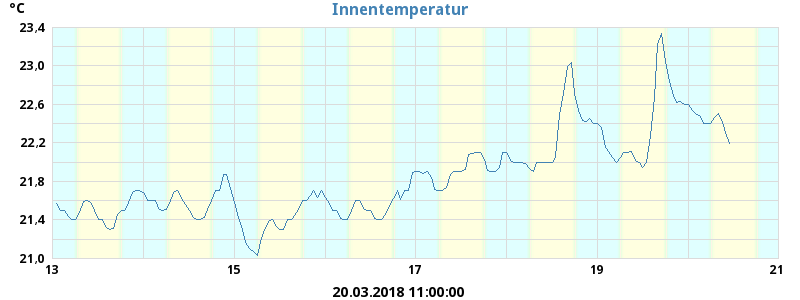 °C
Innentemperatur
23,4
23,0
22,6
22,2
21,8
21,4
21,0
13 15 17 19 21
20.03.2018 11:00:00